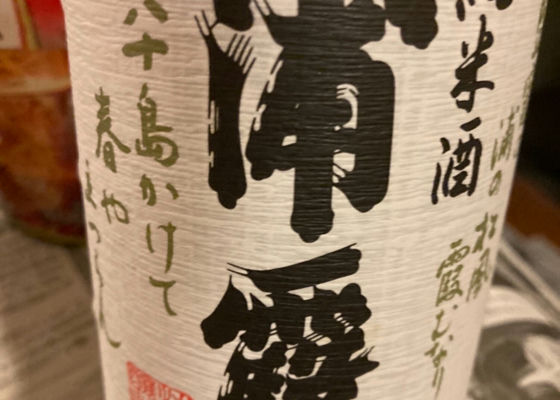 浦の松風
霞むなり
純米酒
浦霞
八十島かけて
春や